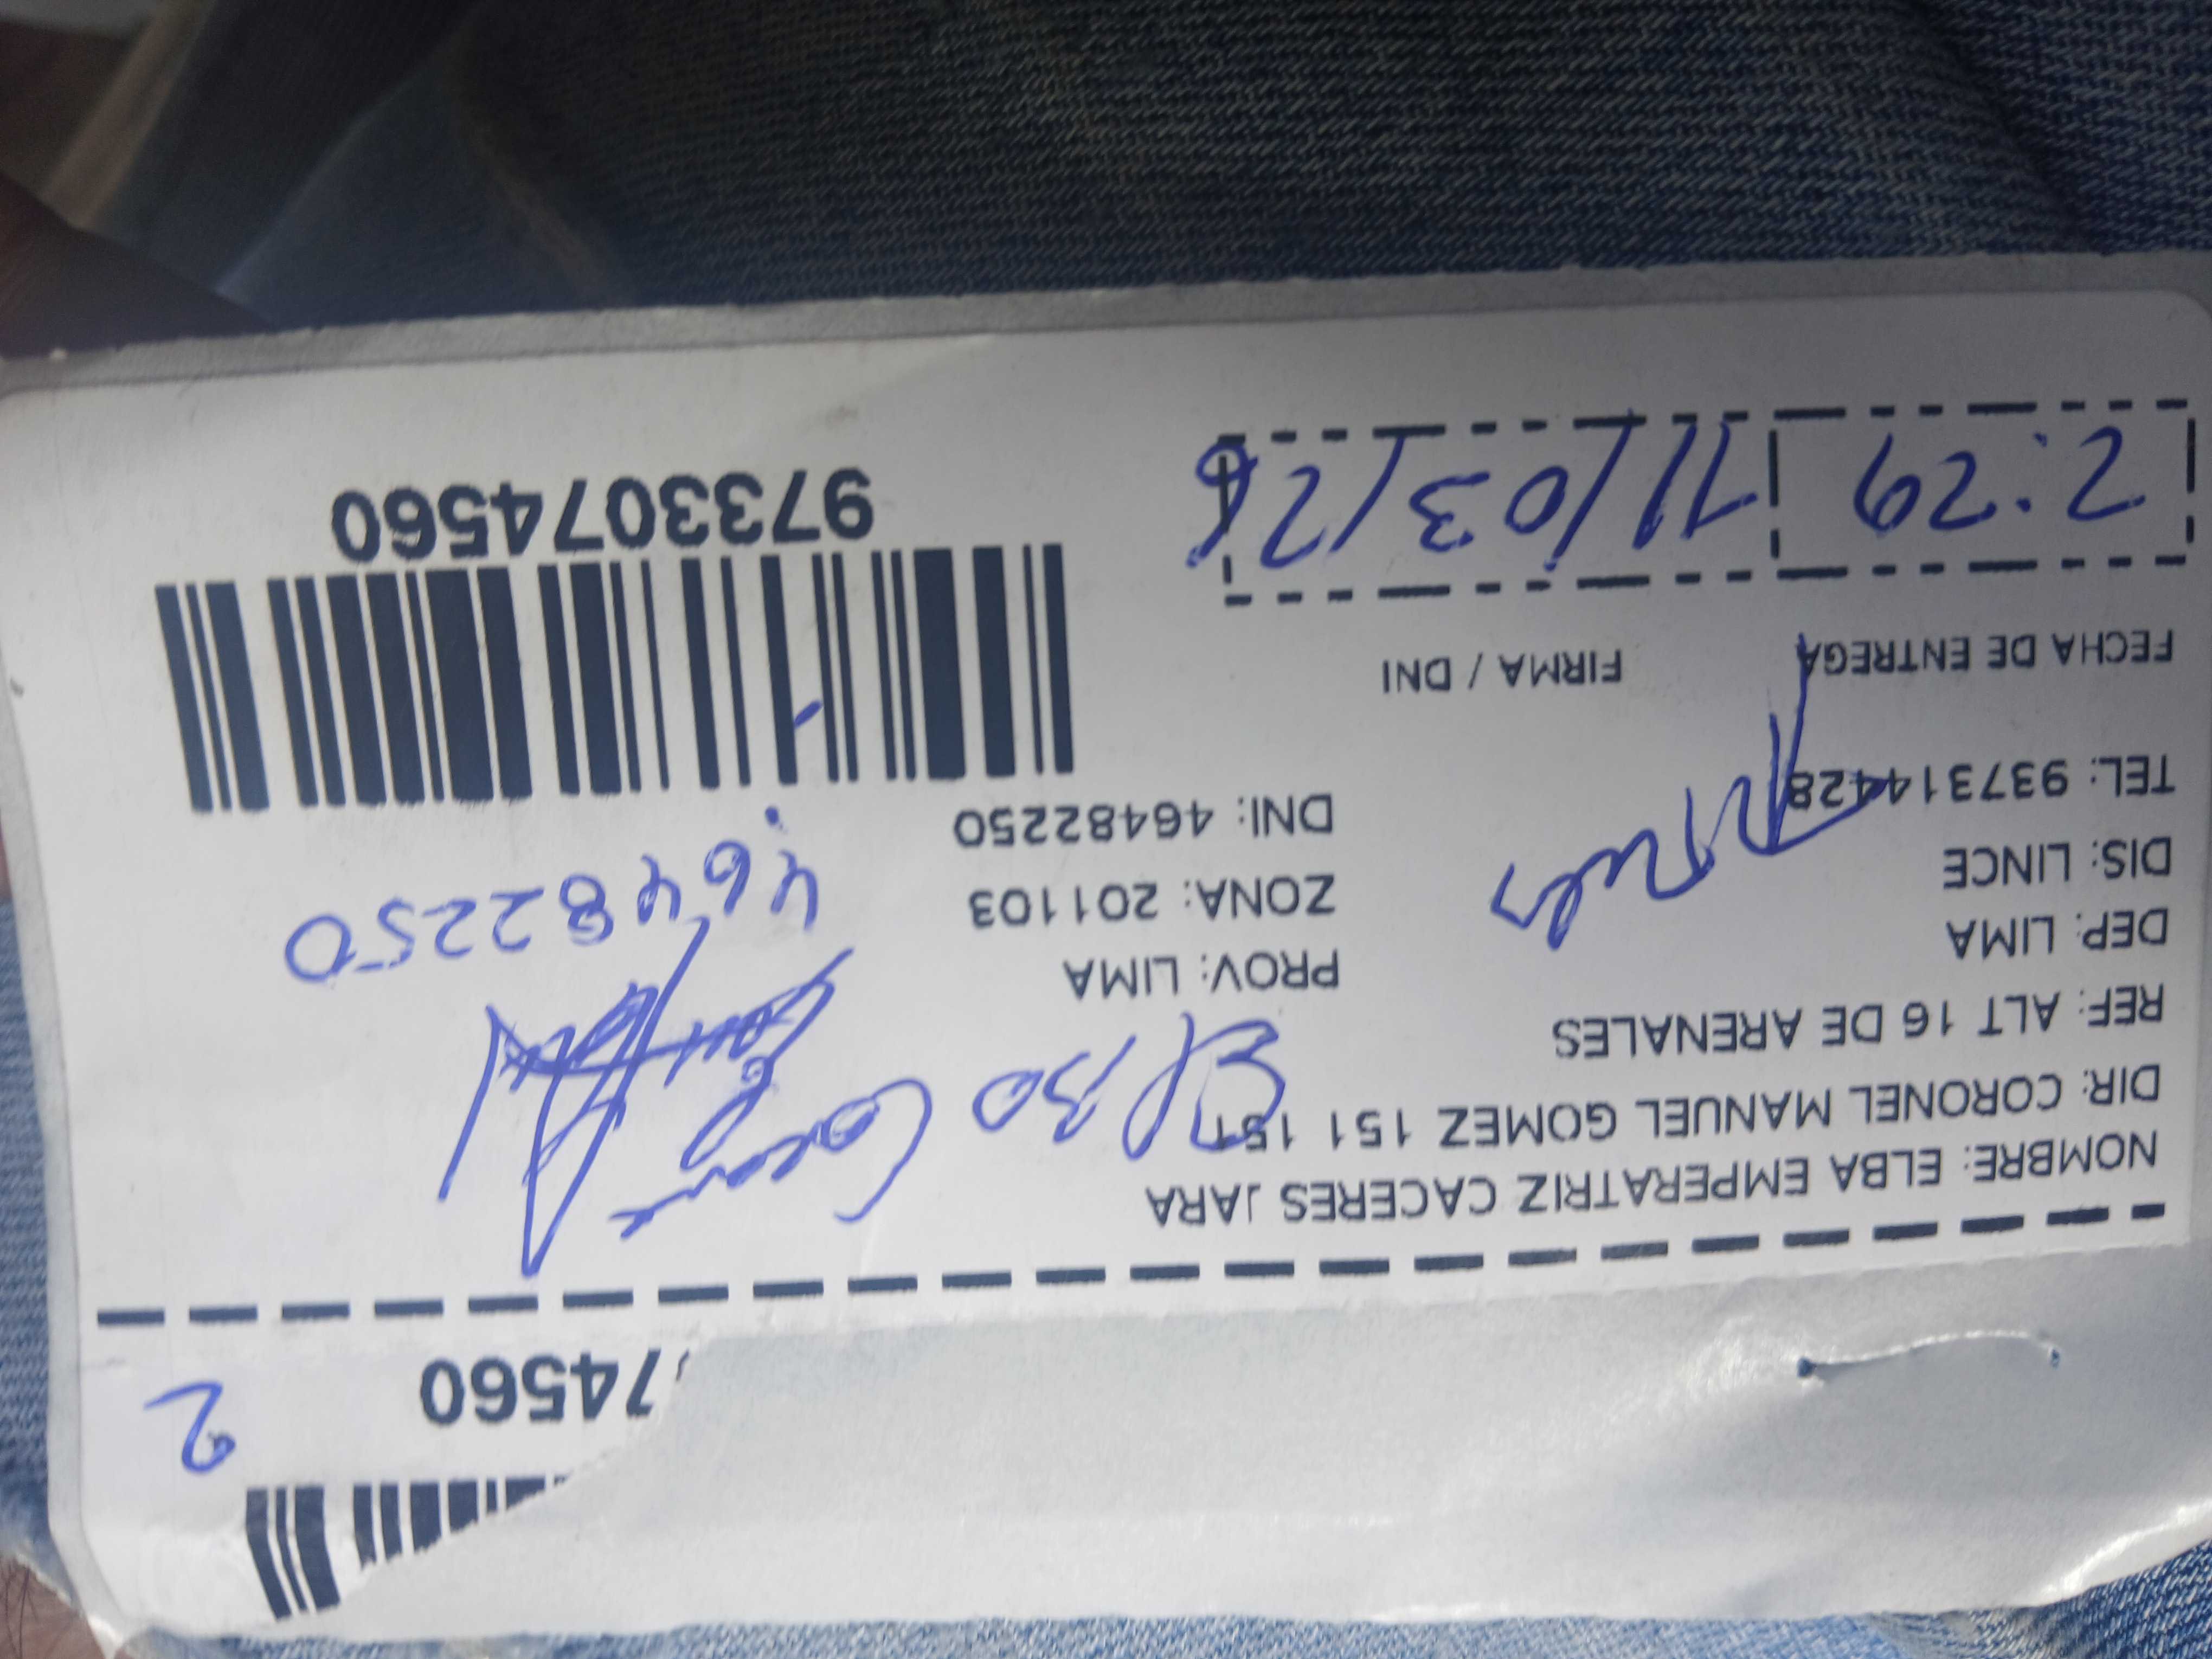 2
74560
NOMBRE: ELBA EMPERATRIZ CACERES JARA
DIR: CORONEL MANUEL GOMEZ 151 151
REF: ALT 16 DE ARENALES
DEP: LIMA PROV: LIMA
DIS: LINCE ZONA: 201103
TEL: 937314428 DNI: 46482250
46482250
FECHA DE ENTREGA FIRMA / DNI
2:29 11/03/26
9733074560